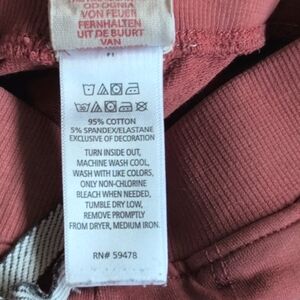 OD OGNIA
VON FEUER
FERNHALTEN
UIT DE BUURT
VAN
95% COTTON
5% SPANDEX/ELASTANE
EXCLUSIVE OF DECORATION
TURN INSIDE OUT,
MACHINE WASH COOL,
WASH WITH LIKE COLORS,
ONLY NON-CHLORINE
BLEACH WHEN NEEDED,
TUMBLE DRY LOW,
REMOVE PROMPTLY
FROM DRYER, MEDIUM IRON.
RN# 59478